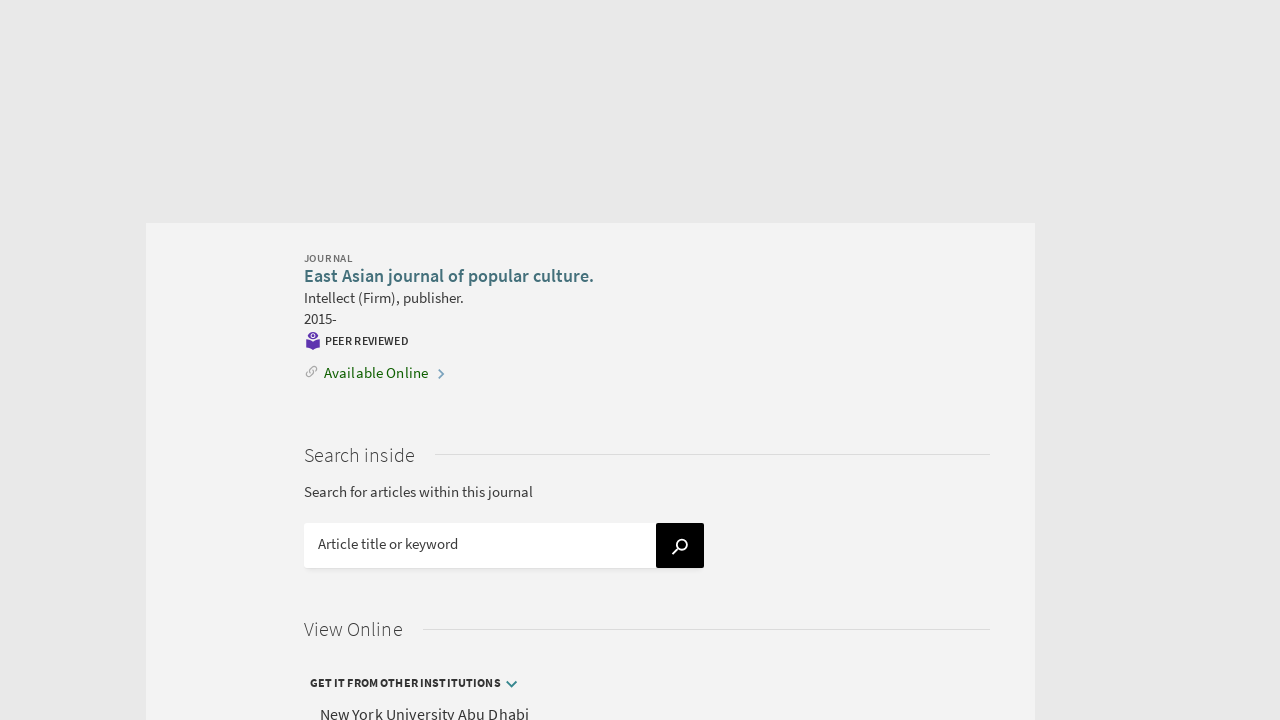 JOURNAL
East Asian journal of popular culture.
Intellect (Firm), publisher.
2015-
PEER REVIEWED
Available Online
Search inside
Search for articles within this journal
Article title or keyword
View Online
GET IT FROM OTHER INSTITUTIONS
New York University Abu Dhabi